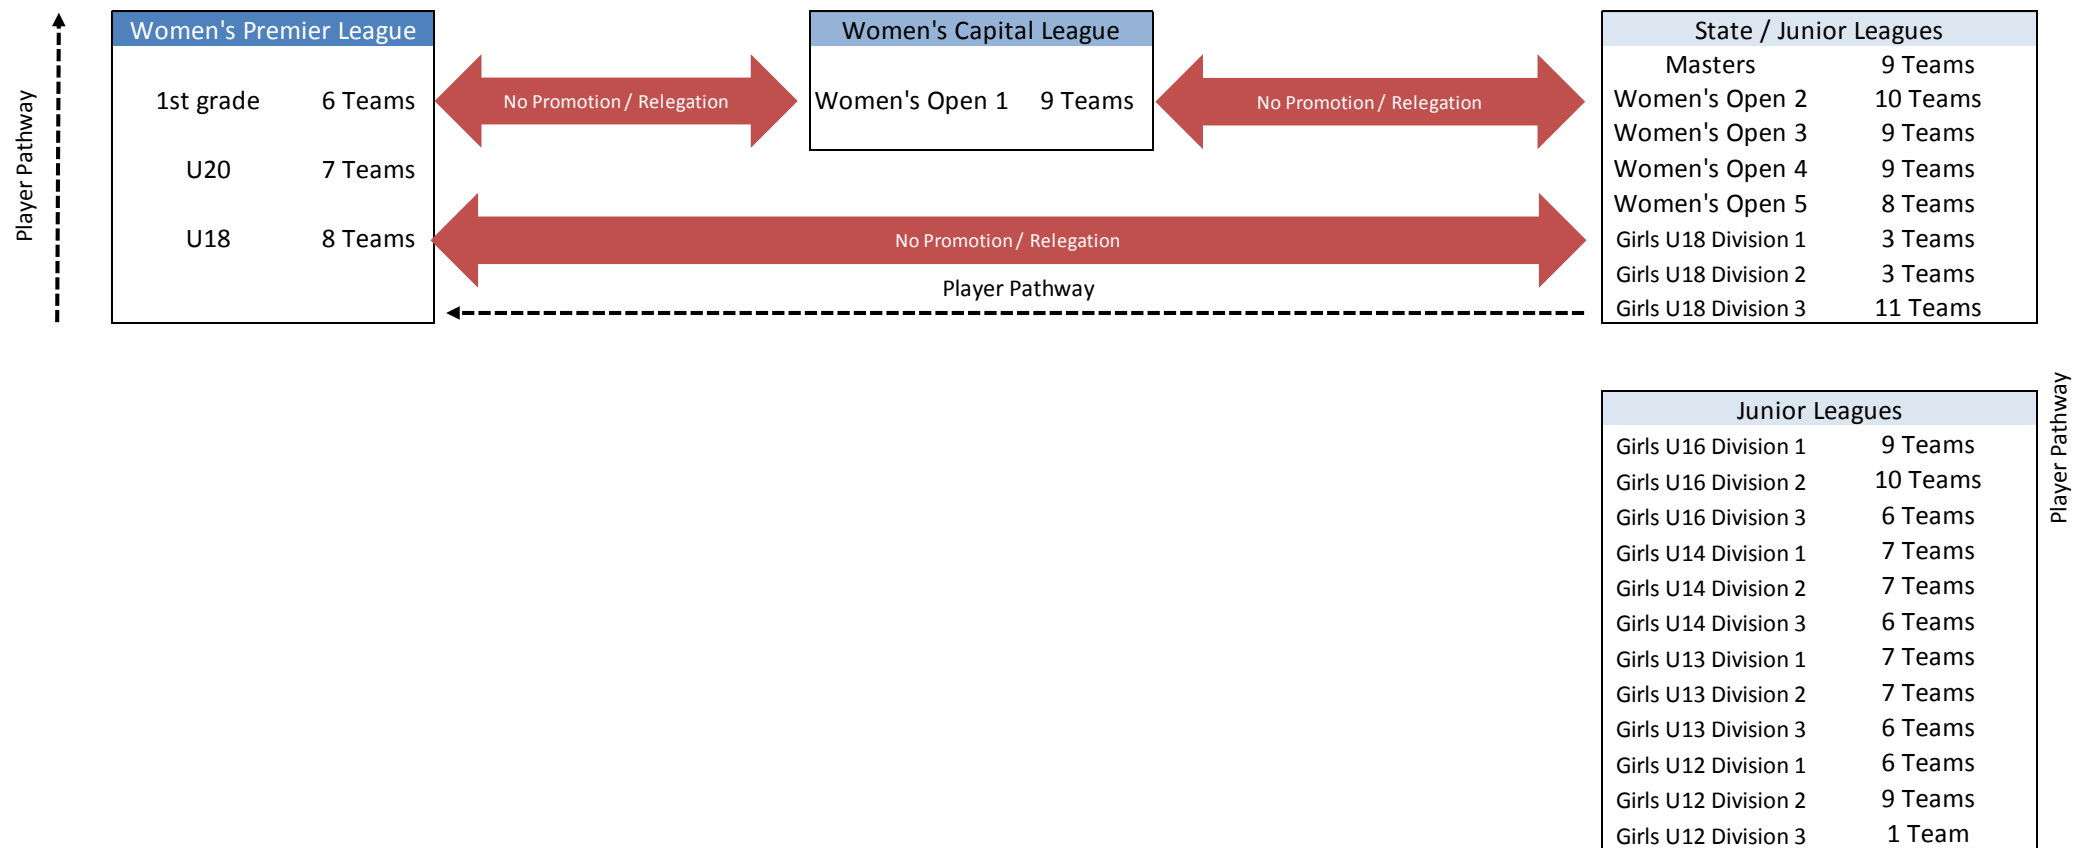 Player Pathway
Women's Premier League
1st grade 6 Teams
U20 7 Teams
U18 8 Teams
No Promotion / Relegation
Women's Capital League
Women's Open 1 9 Teams
No Promotion / Relegation
No Promotion / Relegation
Player Pathway
State / Junior Leagues
Masters 9 Teams
Women's Open 2 10 Teams
Women's Open 3 9 Teams
Women's Open 4 9 Teams
Women's Open 5 8 Teams
Girls U18 Division 1 3 Teams
Girls U18 Division 2 3 Teams
Girls U18 Division 3 11 Teams
Junior Leagues
Girls U16 Division 1 9 Teams
Girls U16 Division 2 10 Teams
Girls U16 Division 3 6 Teams
Girls U14 Division 1 7 Teams
Girls U14 Division 2 7 Teams
Girls U14 Division 3 6 Teams
Girls U13 Division 1 7 Teams
Girls U13 Division 2 7 Teams
Girls U13 Division 3 6 Teams
Girls U12 Division 1 6 Teams
Girls U12 Division 2 9 Teams
Girls U12 Division 3 1 Team
Player Pathway